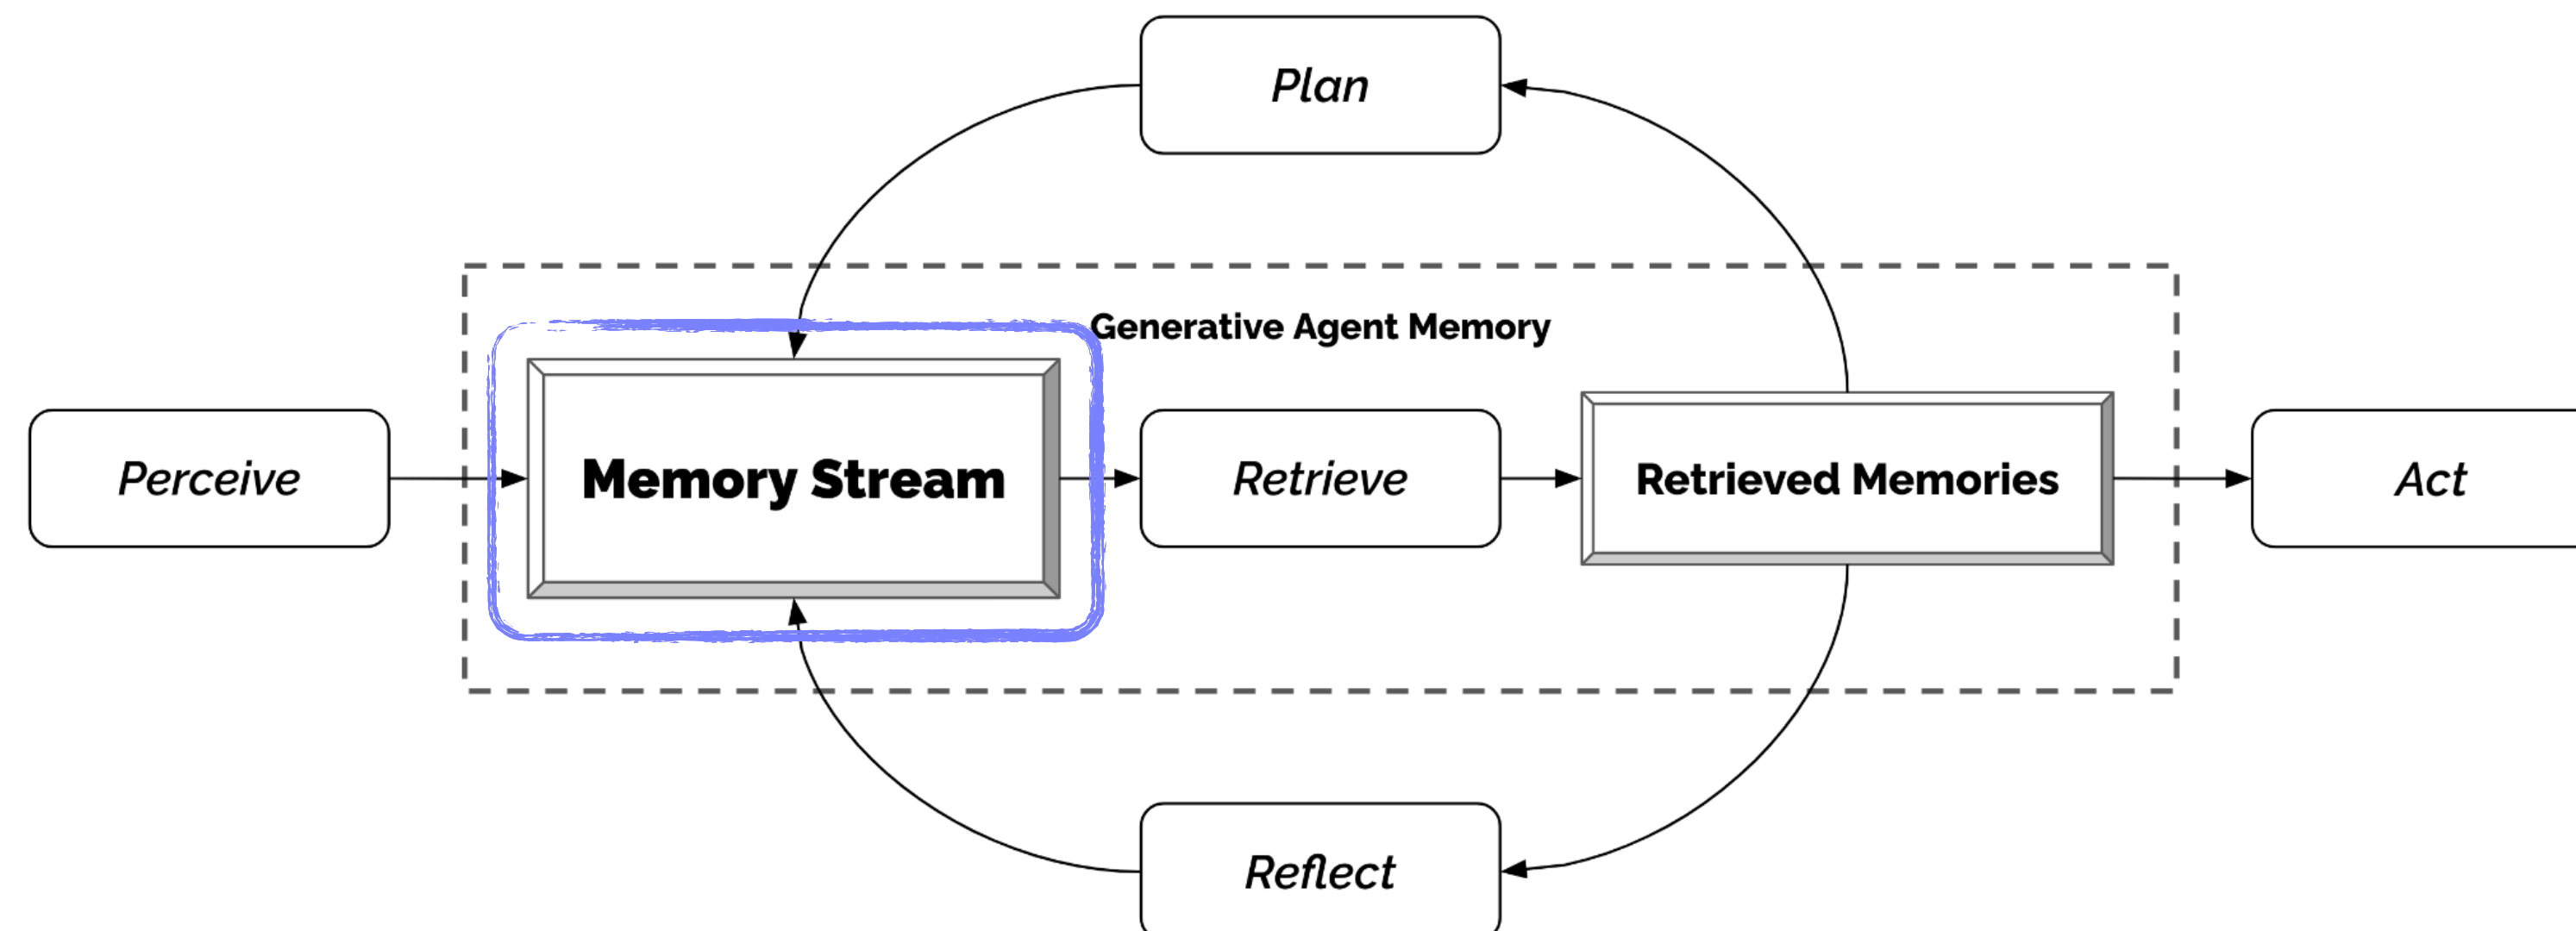 Plan
Generative Agent Memory
Perceive
Memory Stream
Retrieve
Retrieved Memories
Act
Reflect